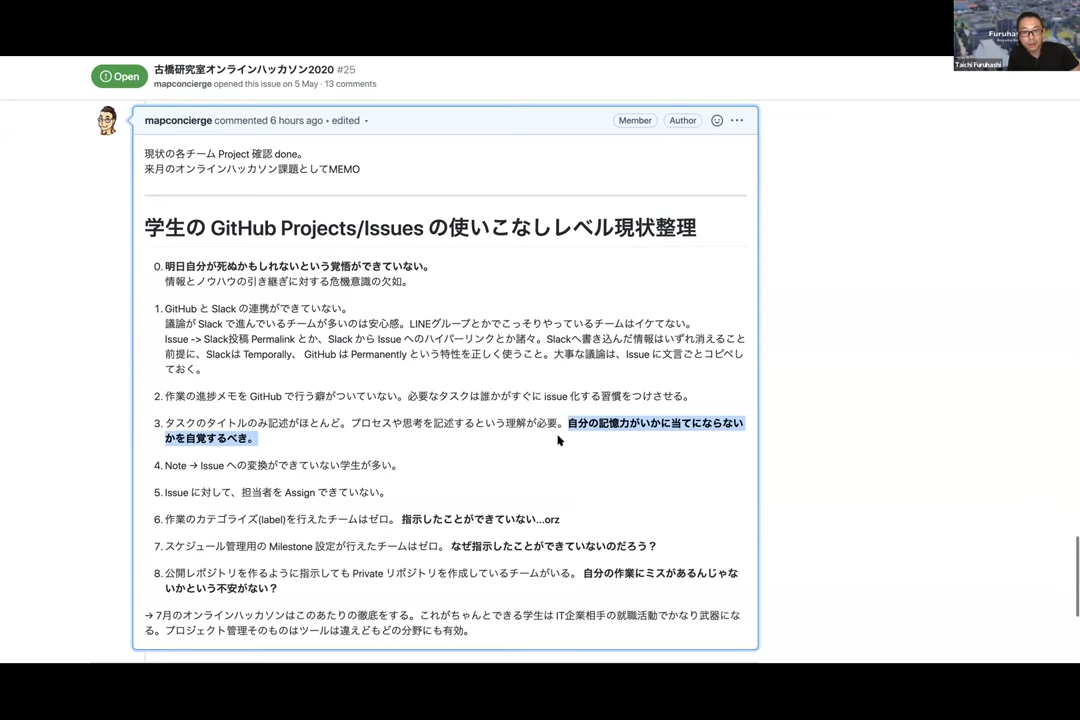 Furuhas
Taichi Furuhashi
Open
古橋研究室オンラインハッカソン2020 #25
mapconcierge opened this issue on 5 May · 13 comments
mapconcierge commented 6 hours ago • edited
Member
Author
現状の各チーム Project 確認 done。
来月のオンラインハッカソン課題としてMEMO
学生の GitHub Projects/Issues の使いこなしレベル現状整理
0. 明日自分が死ぬかもしれないという覚悟ができていない。
情報とノウハウの引き継ぎに対する危機意識の欠如。
1. GitHub と Slack の連携ができていない。
議論が Slack で進んでいるチームが多いのは安心感。LINEグループとかでこっそりやっているチームはイケてない。
Issue -> Slack投稿 Permalink とか、Slack から Issue へのハイパーリンクとか諸々。Slackへ書き込んだ情報はいずれ消えること
前提に、Slackは Temporally、 GitHub は Permanently という特性を正しく使うこと。大事な議論は、Issue に文言ごとコピペし
ておく。
2. 作業の進捗メモを GitHub で行う癖がついていない。必要なタスクは誰かがすぐに issue 化する習慣をつけさせる。
3. タスクのタイトルのみ記述がほとんど。プロセスや思考を記述するという理解が必要。自分の記憶力がいかに当てにならない
かを自覚するべき。
4. Note → Issue への変換ができていない学生が多い。
5. Issue に対して、担当者を Assign できていない。
6. 作業のカテゴライズ(label)を行えたチームはゼロ。 指示したことができていない...orz
7. スケジュール管理用の Milestone 設定が行えたチームはゼロ。 なぜ指示したことができていないのだろう？
8. 公開レポジトリを作るように指示しても Private リポジトリを作成しているチームがいる。 自分の作業にミスがあるんじゃな
いかという不安がない？
→ 7月のオンラインハッカソンはこのあたりの徹底をする。これがちゃんとできる学生は IT企業相手の就職活動でかなり武器にな
る。プロジェクト管理そのものはツールは違えどもどの分野にも有効。